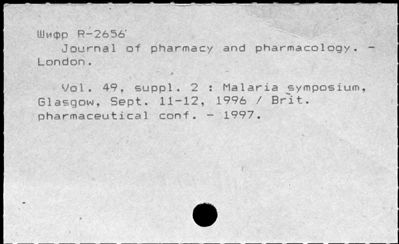 Шифр R-2656
Journal of pharmacy and pharmacology. -
London.
Vol. 49, suppl. 2 : Malaria symposium,
Glasgow, Sept. 11-12, 1996 / Brit.
pharmaceutical conf. - 1997.